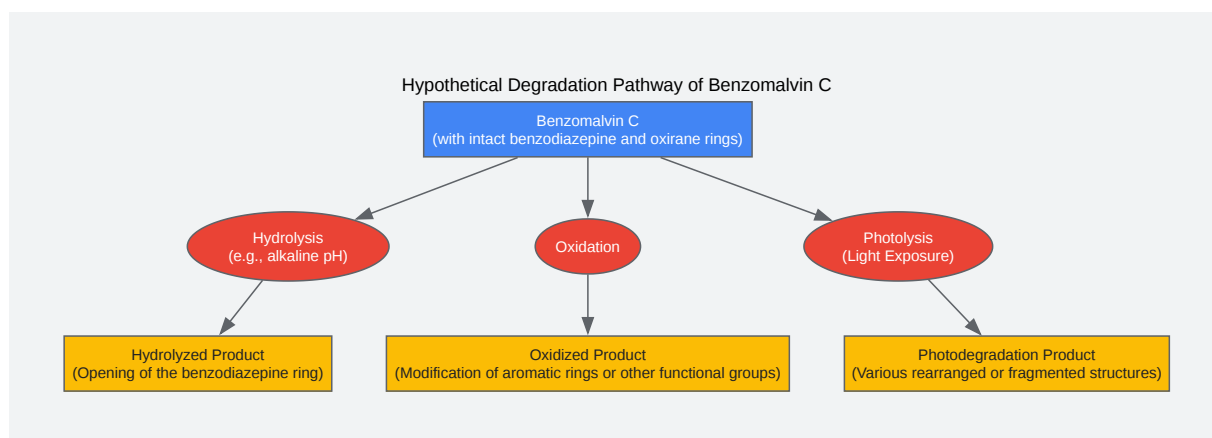 Hypothetical Degradation Pathway of Benzomalvin C
Benzomalvin C
(with intact benzodiazepine and oxirane rings)
Hydrolysis
(e.g., alkaline pH)
Oxidation
Photolysis
(Light Exposure)
Hydrolyzed Product
(Opening of the benzodiazepine ring)
Oxidized Product
(Modification of aromatic rings or other functional groups)
Photodegradation Product
(Various rearranged or fragmented structures)